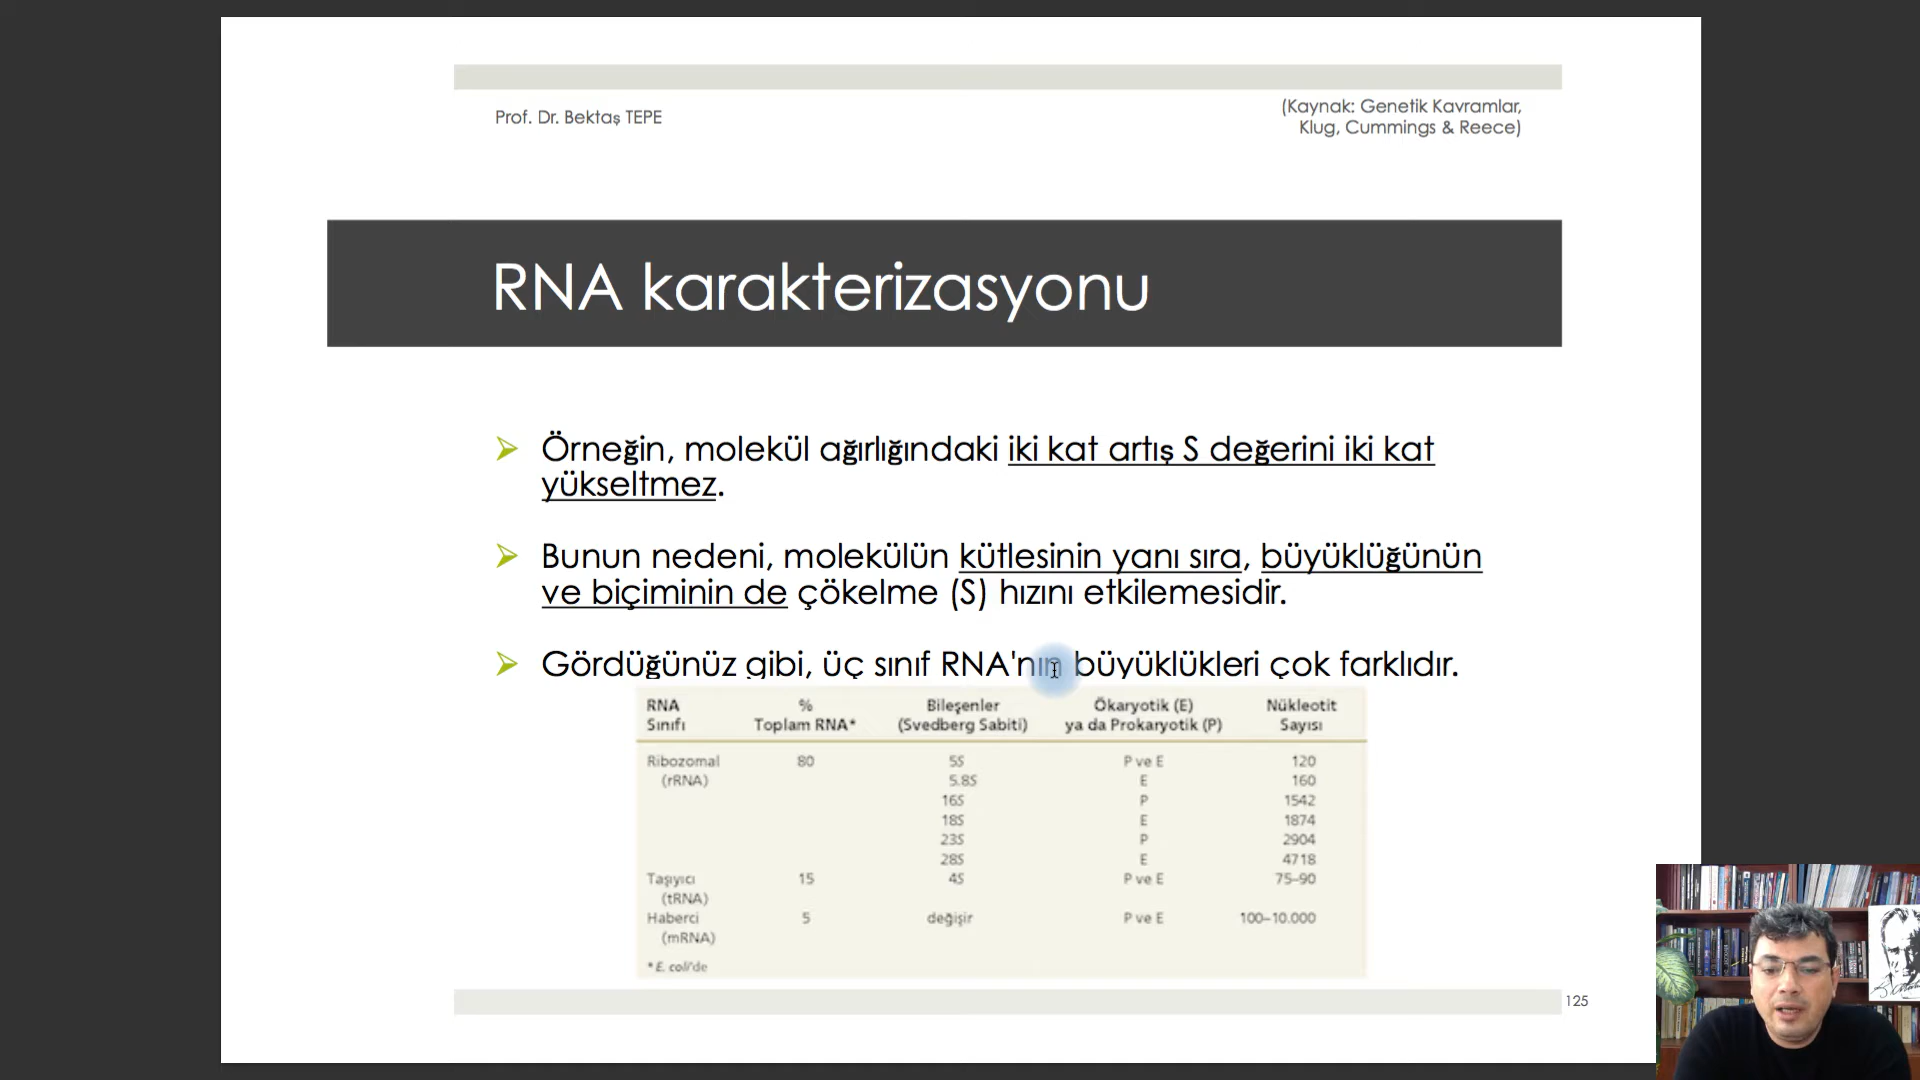 Prof. Dr. Bektaş TEPE
(Kaynak: Genetik Kavramlar,
Klug, Cummings & Reece)
RNA karakterizasyonu
Örneğin, molekül ağırlığındaki iki kat artış S değerini iki kat
yükseltmez.
Bunun nedeni, molekülün kütlesinin yanı sıra, büyüklüğünün
ve biçiminin de çökelme (S) hızını etkilemesidir.
Gördüğünüz gibi, üç sınıf RNA'nın büyüklükleri çok farklıdır.
RNA % Bileşenler Ökaryotik (E) Nükleotit
Sınıfı Toplam RNA* (Svedberg Sabiti) ya da Prokaryotik (P) Sayısı
Ribozomal 80 5S P ve E 120
(rRNA) 5.8S E 160
16S P 1542
18S E 1874
23S P 2904
28S E 4718
Taşıyıcı 15 4S P ve E 75–90
(tRNA)
Haberci 5 değişir P ve E 100–10.000
(mRNA)
* E. coli'de
125